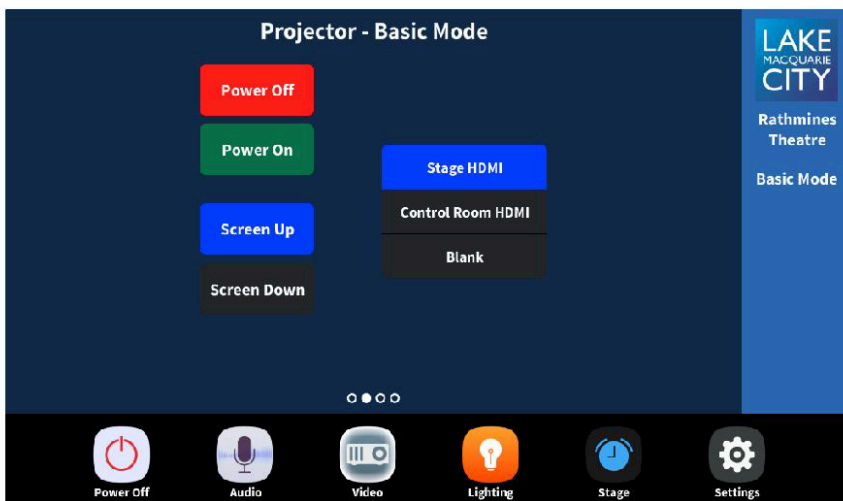 Projector - Basic Mode
Power Off
Power On
Screen Up
Screen Down
Stage HDMI
Control Room HDMI
Blank
LAKE
MACQUARIE
CITY
Rathmines
Theatre
Basic Mode
Power Off
Audio
Video
Lighting
Stage
Settings